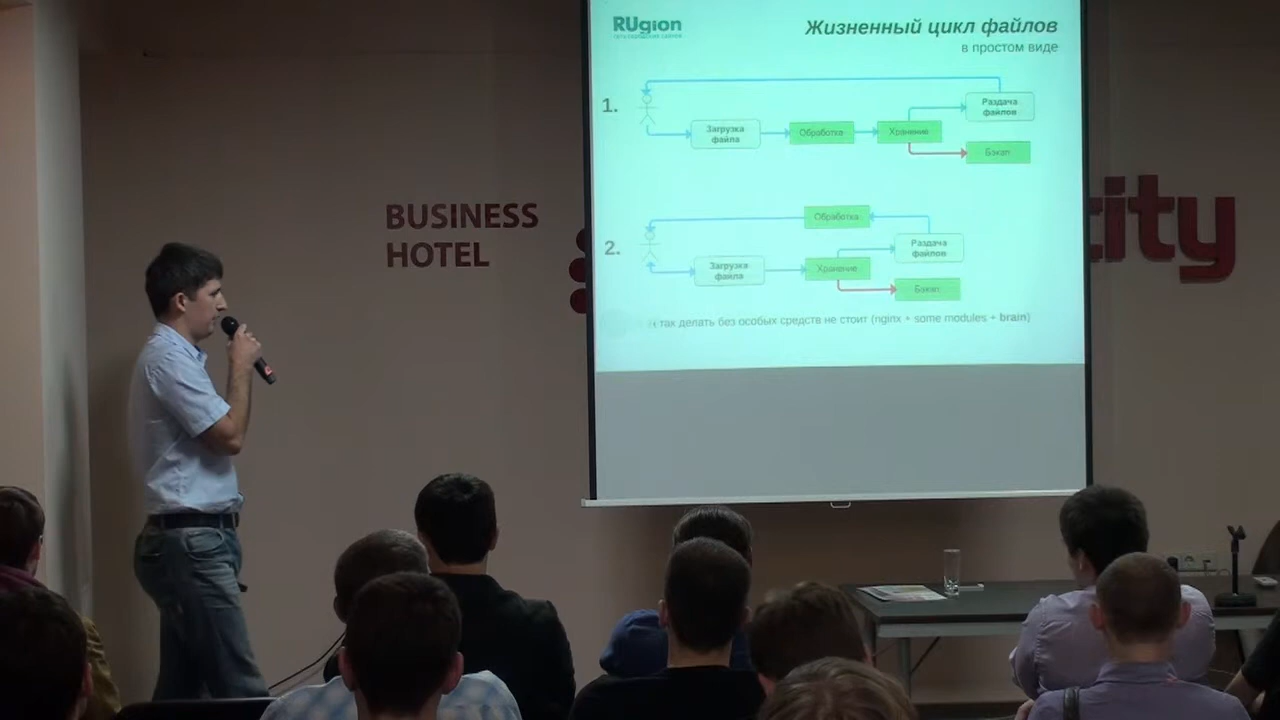 RUgion
Жизненный цикл файлов
в простом виде
1.
Загрузка
файла
Обработка
Хранение
Раздача
файлов
Бэкап
BUSINESS
HOTEL
city
2.
Обработка
Загрузка
файла
Хранение
Раздача
файлов
Бэкап
так делать без особых средств не стоит (nginx + some modules + brain)